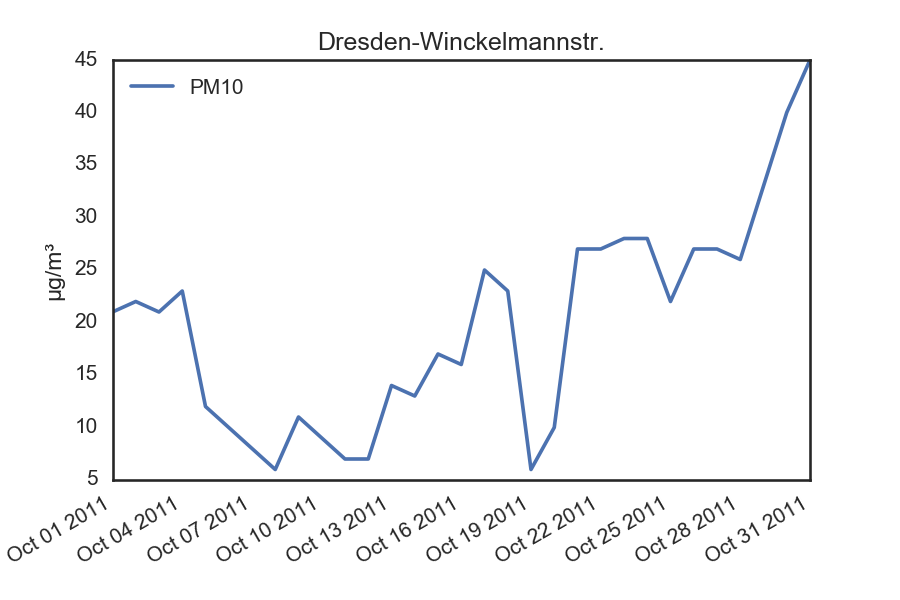 Dresden-Winckelmannstr.
PM10
µg/m³
45
40
35
30
25
20
15
10
5
Oct 01 2011
Oct 04 2011
Oct 07 2011
Oct 10 2011
Oct 13 2011
Oct 16 2011
Oct 19 2011
Oct 22 2011
Oct 25 2011
Oct 28 2011
Oct 31 2011